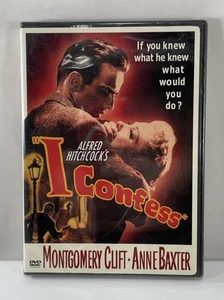 If you knew
what he knew
what
would
you
do?
ALFRED
HITCHCOCK'S
"I
Confess"
DVD
MONTGOMERY CLIFT · ANNE BAXTER